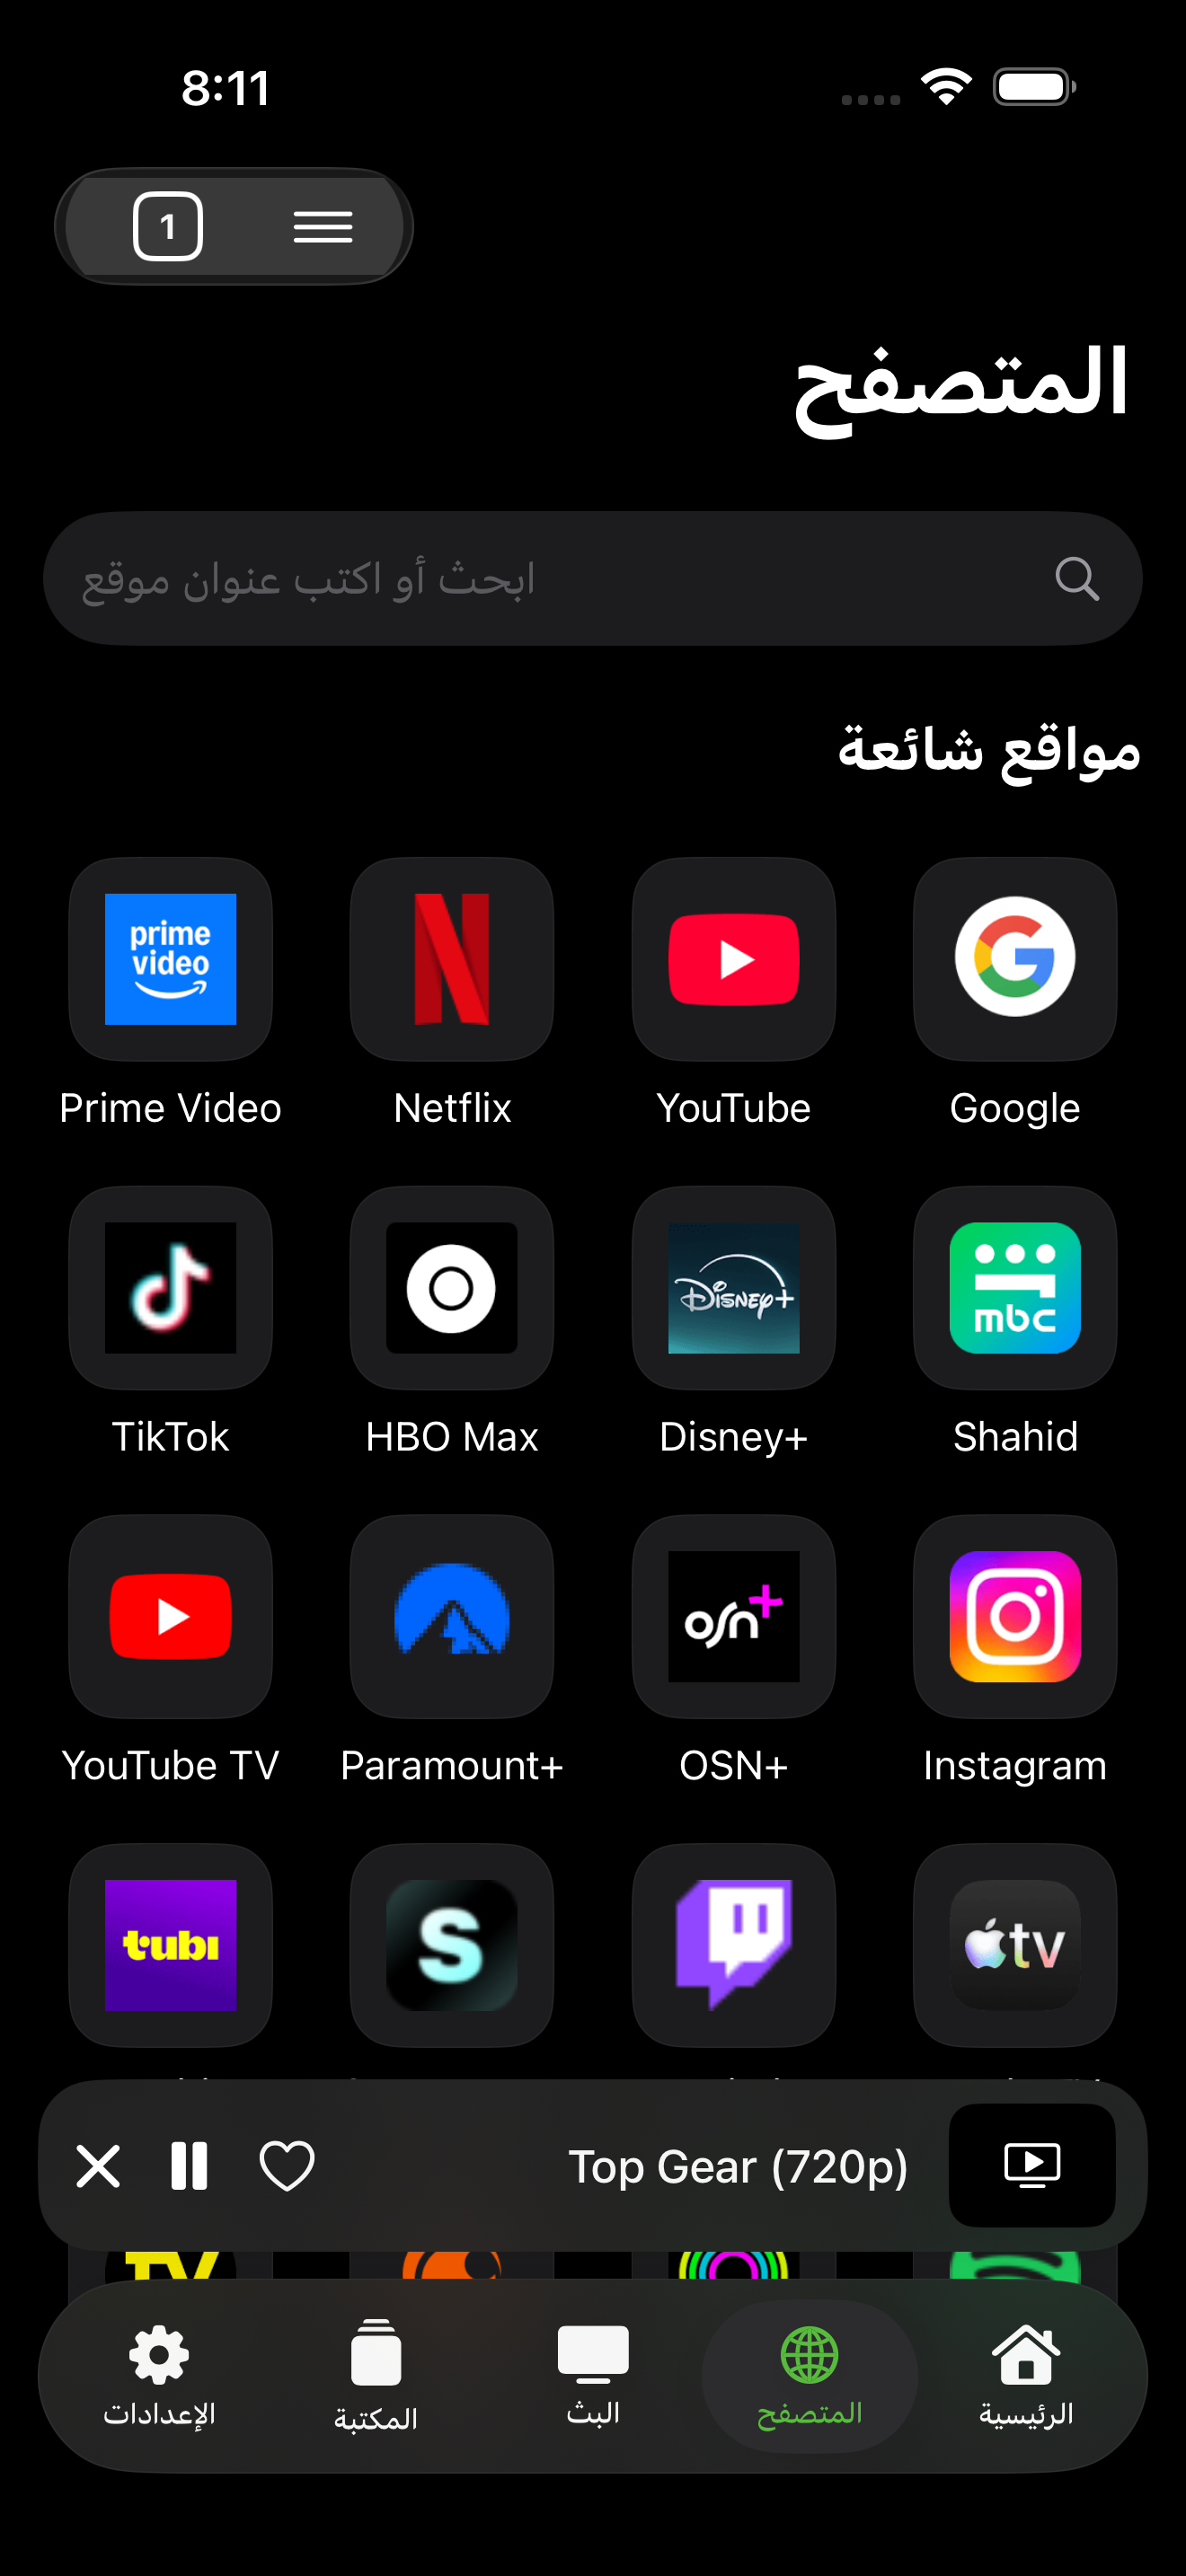 8:11
1
المتصفح
ابحث أو اكتب عنوان موقع
مواقع شائعة
prime
video
Prime Video
Netflix
YouTube
Google
TikTok
HBO Max
Disney+
Disney+
mbc
Shahid
YouTube TV
Paramount+
osn+
OSN+
Instagram
tubi
S
tv
Top Gear (720p)
الإعدادات
المكتبة
البث
المتصفح
الرئيسية